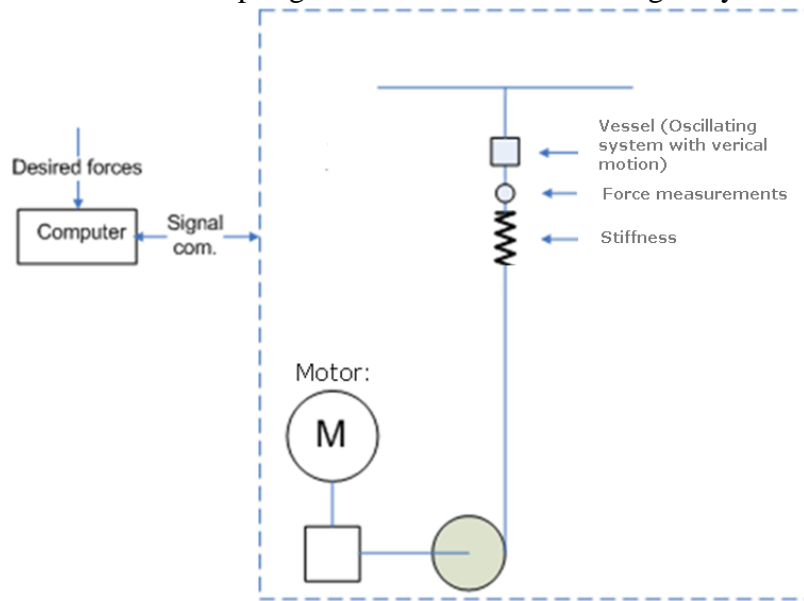 Desired forces
Computer
Signal
com.
Vessel (Oscillating
system with verical
motion)
Force measurements
Stiffness
Motor:
M